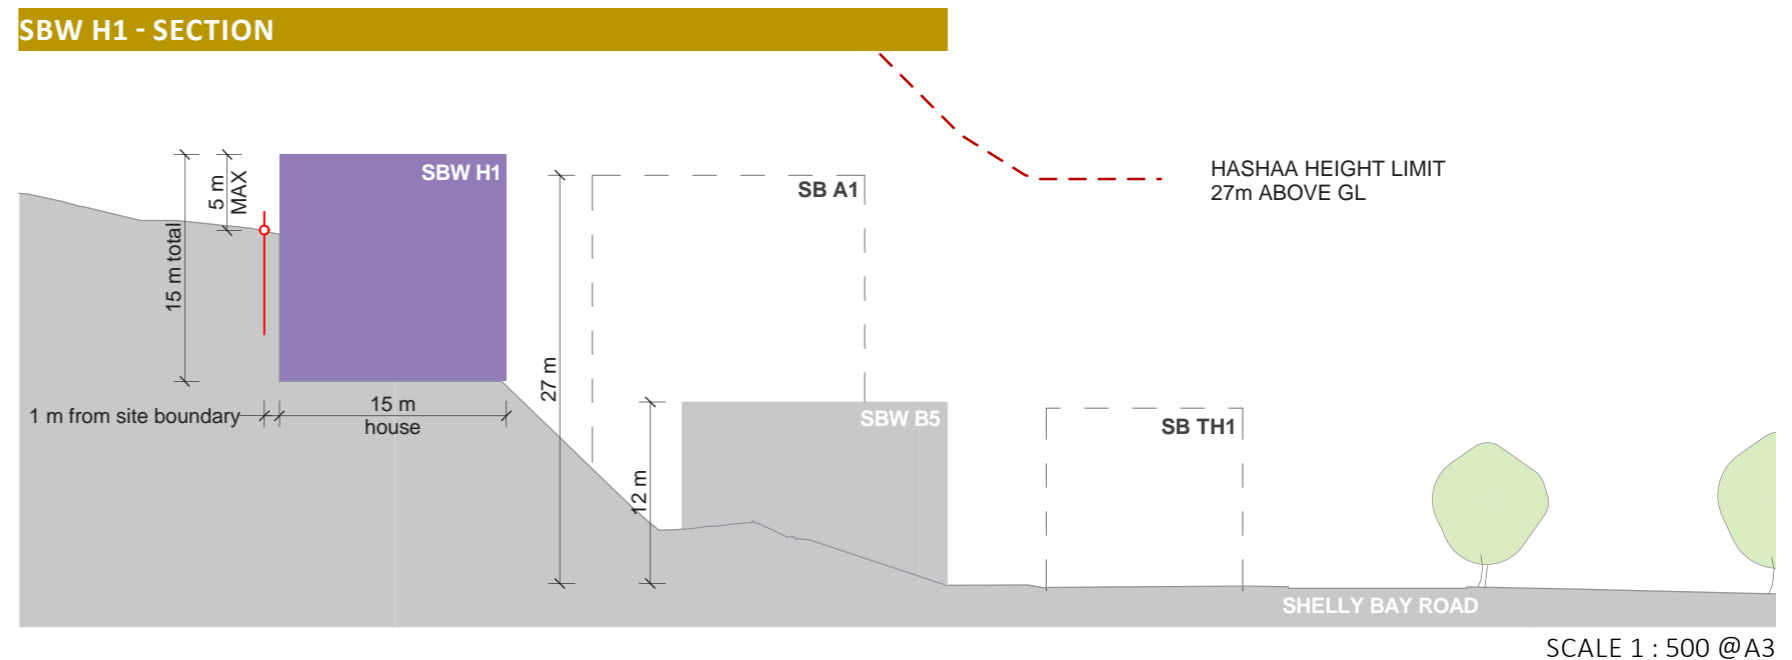 SBW H1 - SECTION
HASHAA HEIGHT LIMIT
27m ABOVE GL
SBW H1
5 m
MAX
15 m total
SB A1
27 m
1 m from site boundary
15 m
house
12 m
SBW B5
SB TH1
SHELLY BAY ROAD
SCALE 1 : 500 @A3